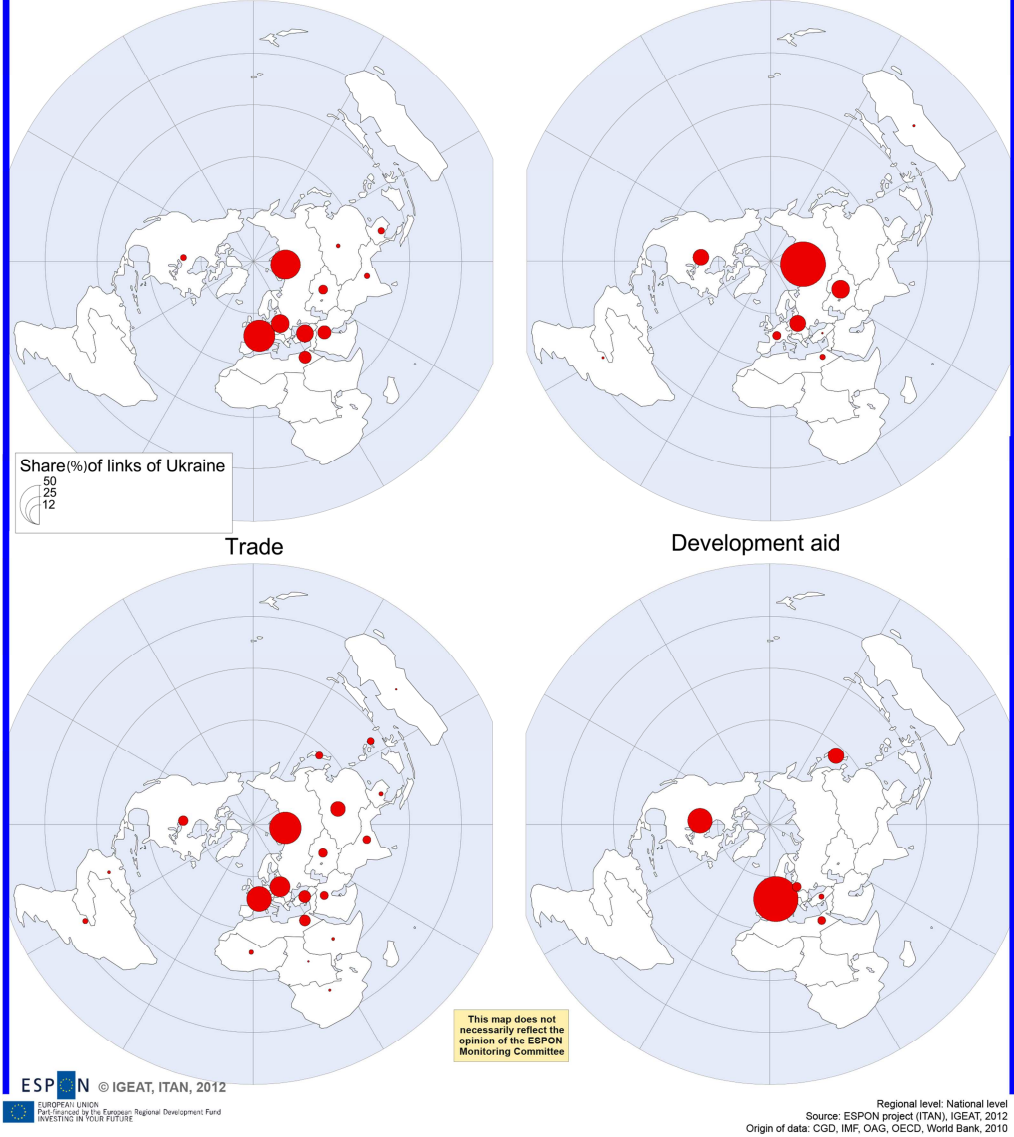 Share(%)of links of Ukraine
50
25
12
Trade
Development aid
This map does not
necessarily reflect the
opinion of the ESPON
Monitoring Committee
ESPON © IGEAT, ITAN, 2012
EUROPEAN UNION
Part-financed by the European Regional Development Fund
INVESTING IN YOUR FUTURE
Regional level: National level
Source: ESPON project (ITAN), IGEAT, 2012
Origin of data: CGD, IMF, OAG, OECD, World Bank, 2010